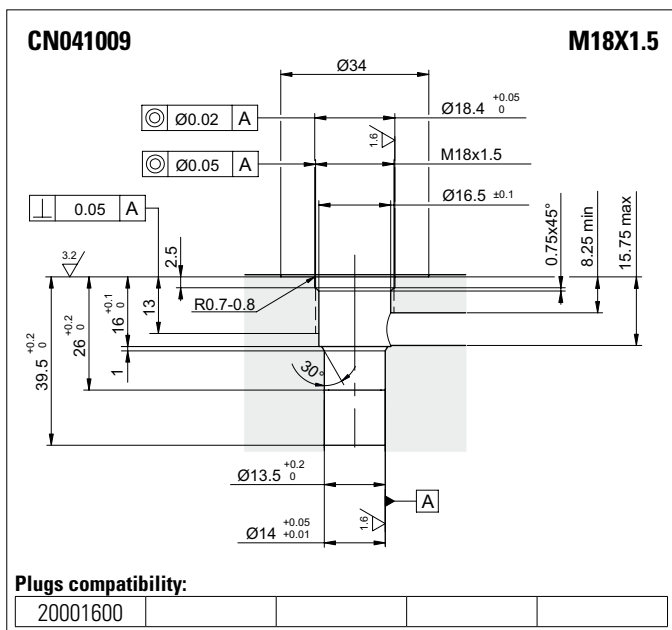 CN041009 M18X1.5
Ø34
Ø0.02 A
Ø18.4 +0.05 0
1.6
Ø0.05 A
M18x1.5
0.05 A
Ø16.5 ±0.1
3.2
2.5
0.75x45°
8.25 min
15.75 max
R0.7-0.8
39.5 +0.2 0
26 +0.2 0
16 +0.1 0
13
1
30°
Ø13.5 +0.2 0
A
1.6
Ø14 +0.05 +0.01
Plugs compatibility:
20001600